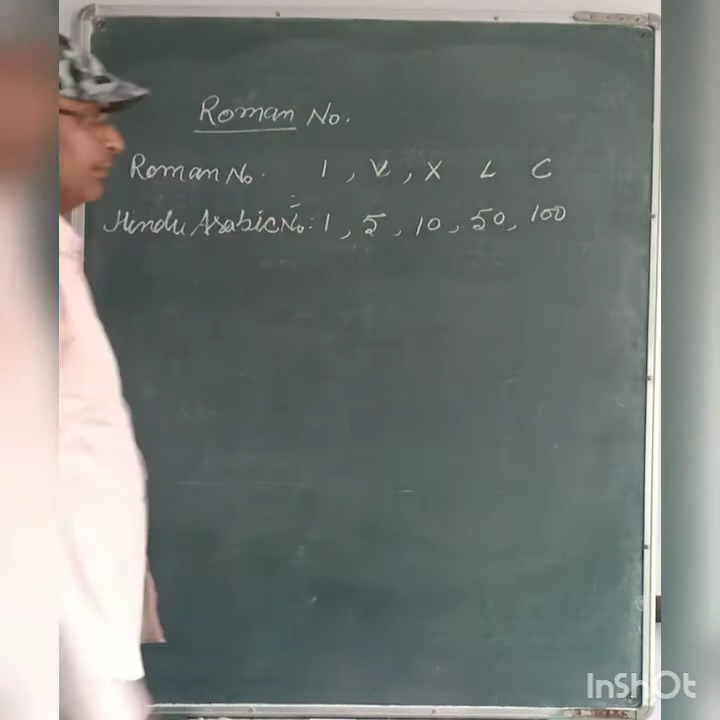 Roman No.
Roman No. I, V, X L C
Hindu Arabic No.: 1, 5, 10, 50, 100
InShOt